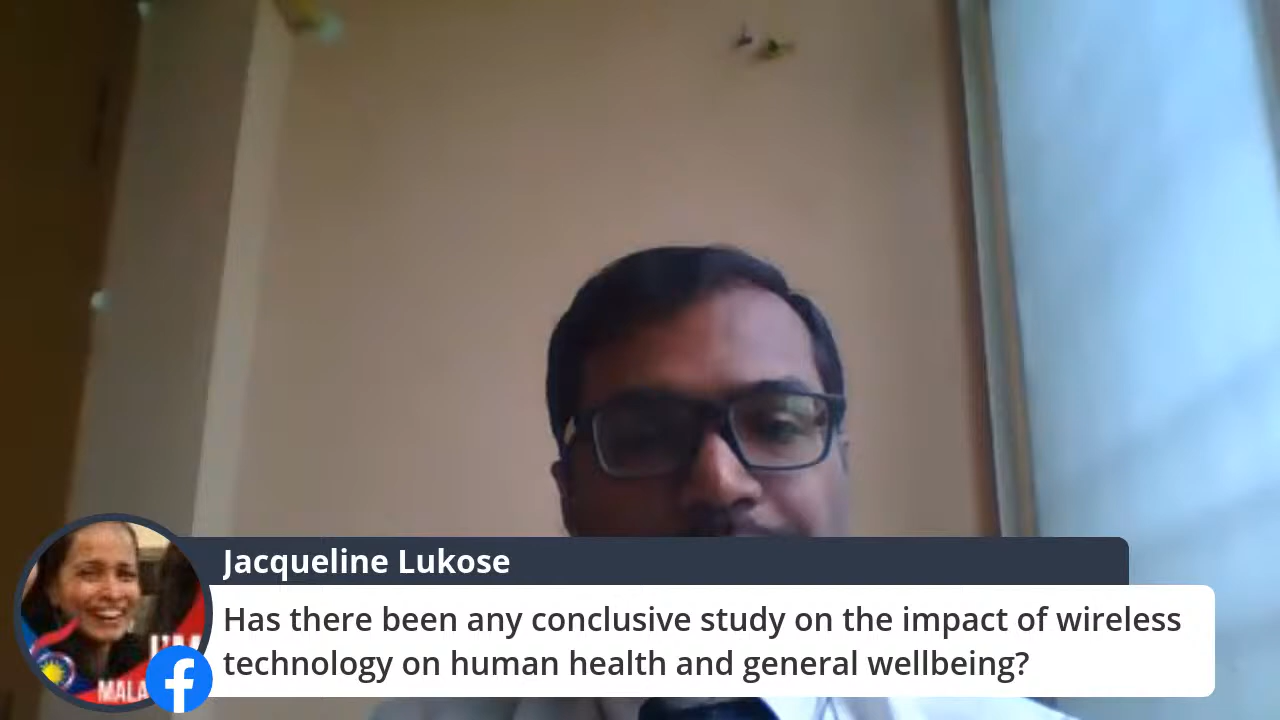 Jacqueline Lukose
Has there been any conclusive study on the impact of wireless
technology on human health and general wellbeing?
I'M
MALA